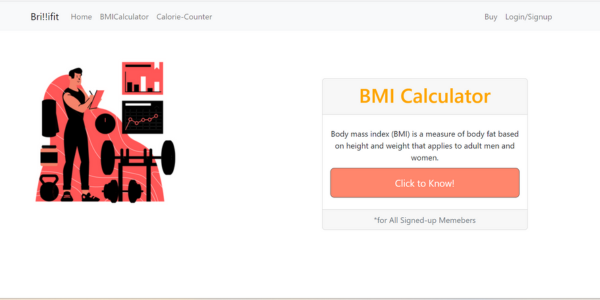 Bri!!ifit Home BMICalculator Calorie-Counter Buy Login/Signup
BMI Calculator
Body mass index (BMI) is a measure of body fat based
on height and weight that applies to adult men and
women.
Click to Know!
*for All Signed-up Memebers